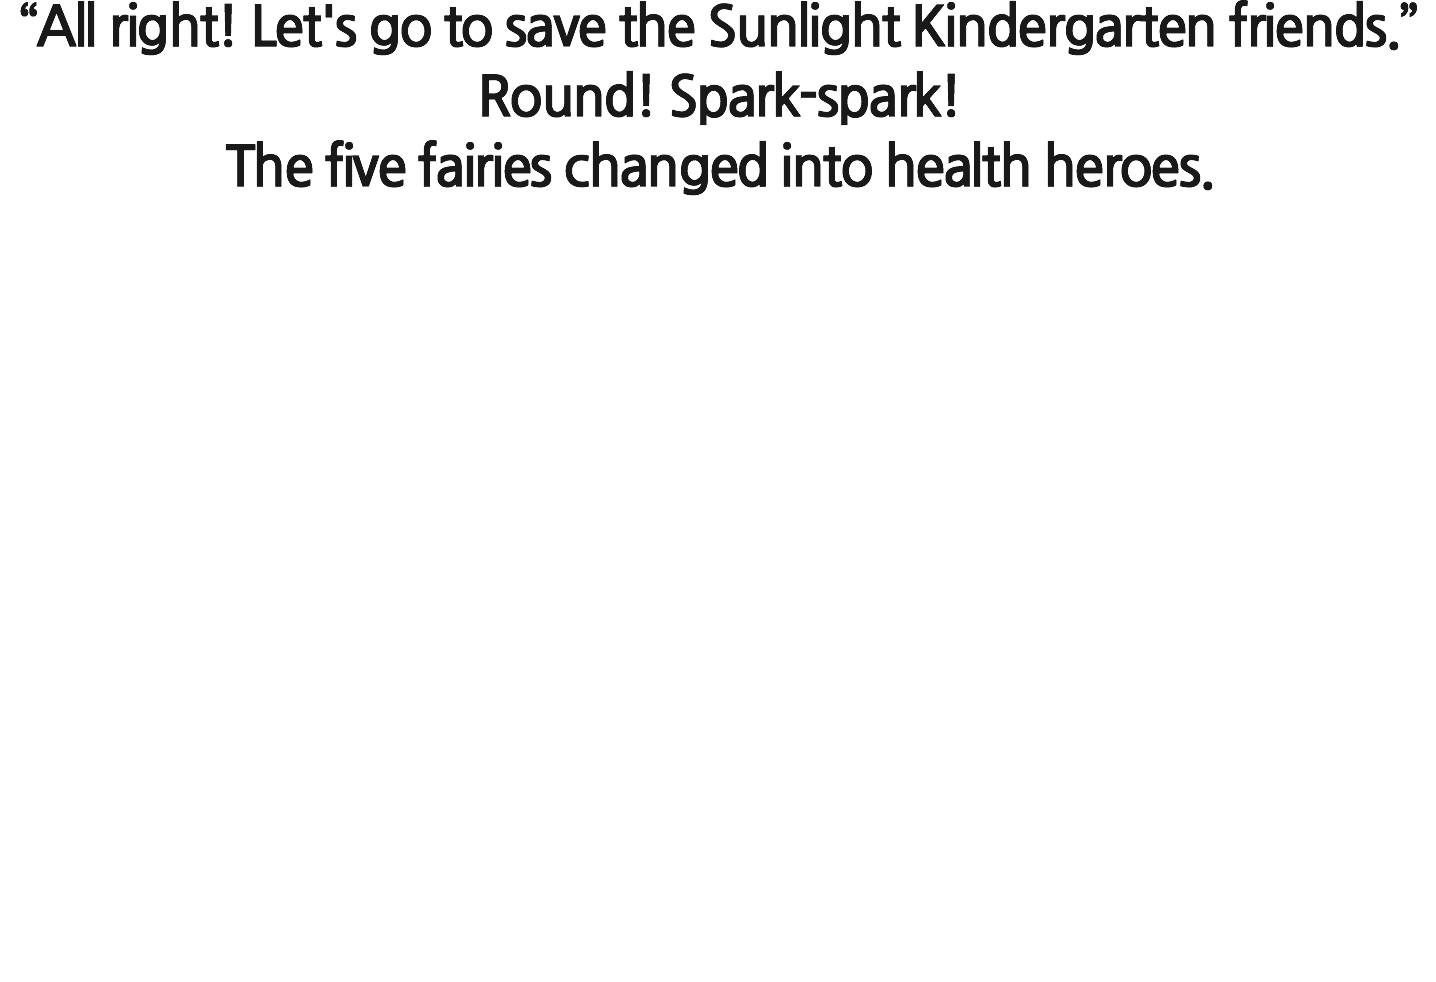 “All right! Let's go to save the Sunlight Kindergarten friends.”
Round! Spark-spark!
The five fairies changed into health heroes.